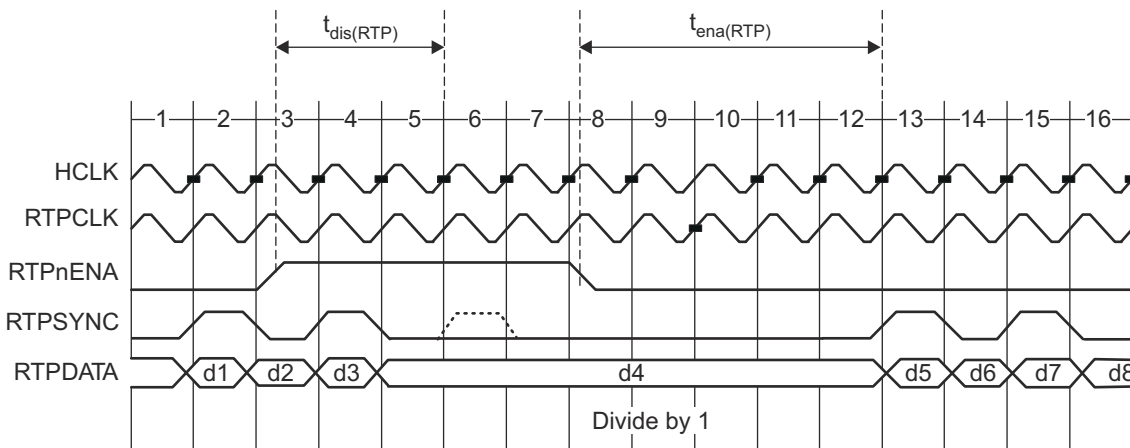 tdis(RTP) tena(RTP)
1 2 3 4 5 6 7 8 9 10 11 12 13 14 15 16
HCLK
RTPCLK
RTPnENA
RTPSYNC
RTPDATA d1 d2 d3 d4 d5 d6 d7 d8
Divide by 1